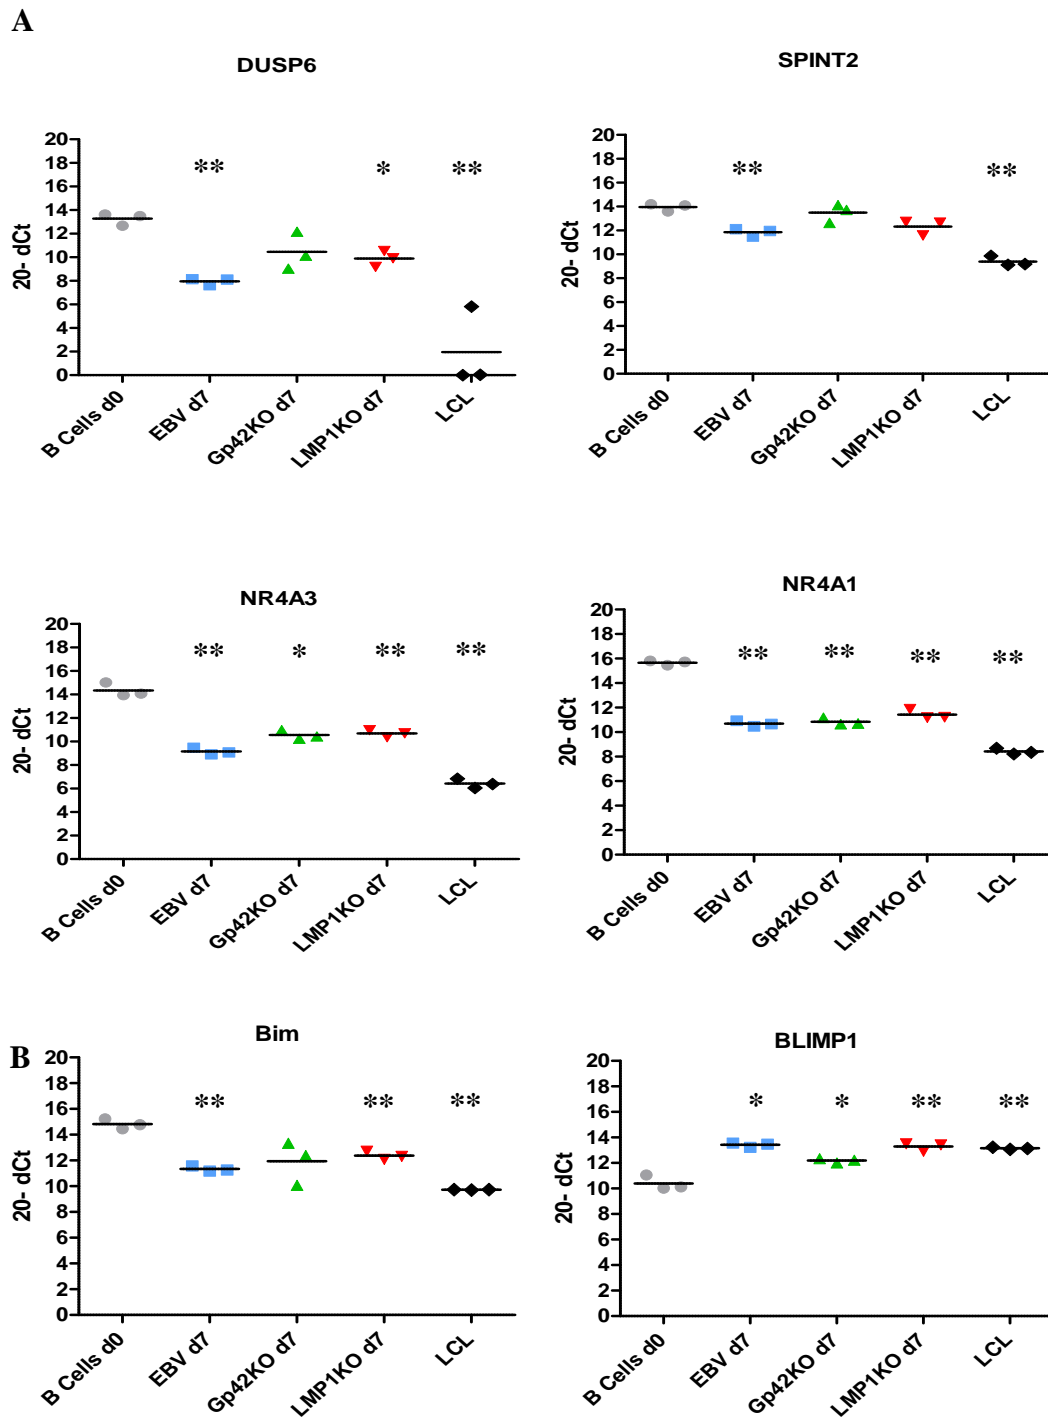 A
DUSP6
20- dCt
20
18
16
14
12
10
8
6
4
2
0
** * **
B Cells d0
EBV d7
Gp42KO d7
LMP1KO d7
LCL
SPINT2
20- dCt
20
18
16
14
12
10
8
6
4
2
0
** **
B Cells d0
EBV d7
Gp42KO d7
LMP1KO d7
LCL
NR4A3
20- dCt
20
18
16
14
12
10
8
6
4
2
0
** * ** **
B Cells d0
EBV d7
Gp42KO d7
LMP1KO d7
LCL
NR4A1
20- dCt
20
18
16
14
12
10
8
6
4
2
0
** ** ** **
B Cells d0
EBV d7
Gp42KO d7
LMP1KO d7
LCL
B
Bim
20- dCt
20
18
16
14
12
10
8
6
4
2
0
** ** **
B Cells d0
EBV d7
Gp42KO d7
LMP1KO d7
LCL
BLIMP1
20- dCt
20
18
16
14
12
10
8
6
4
2
0
* * ** **
B Cells d0
EBV d7
Gp42KO d7
LMP1KO d7
LCL